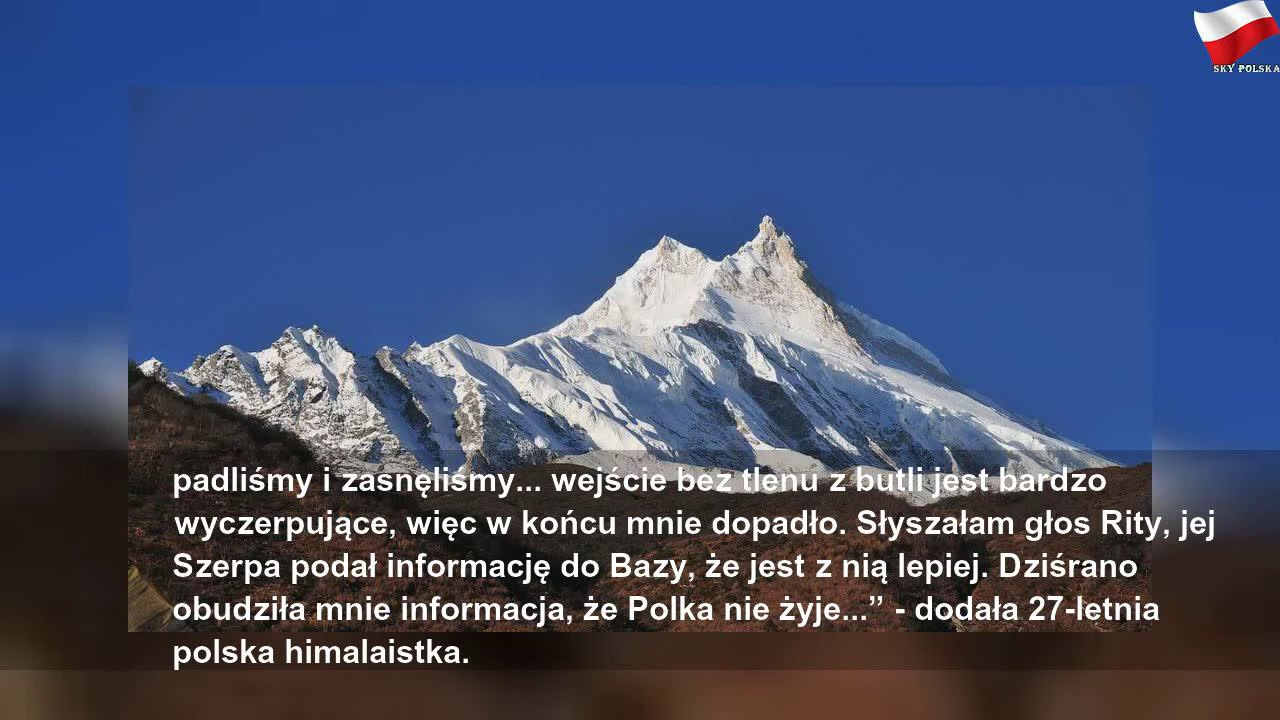 SKY POLSKA
padliśmy i zasnęliśmy... wejście bez tlenu z butli jest bardzo
wyczerpujące, więc w końcu mnie dopadło. Słyszałam głos Rity, jej
Szerpa podał informację do Bazy, że jest z nią lepiej. Dziśrano
obudziła mnie informacja, że Polka nie żyje...” - dodała 27-letnia
polska himalaistka.